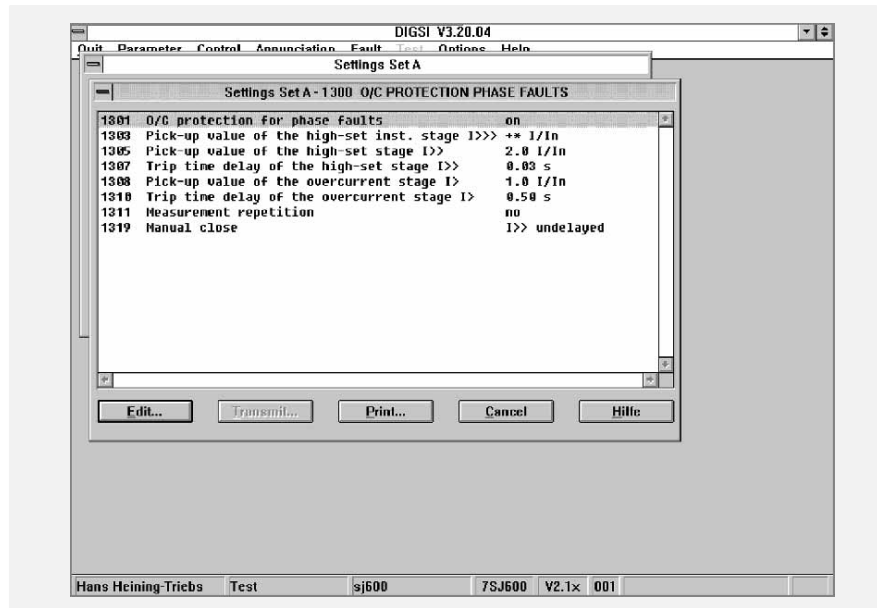 DIGSI V3.20.04
Quit Parameter Control Annunciation Fault Test Options Help
Settings Set A
Settings Set A - 1300 O/C PROTECTION PHASE FAULTS
1301 O/C protection for phase faults on
1303 Pick-up value of the high-set inst. stage I>>> ** I/In
1305 Pick-up value of the high-set stage I>> 2.0 I/In
1307 Trip time delay of the high-set stage I>> 0.03 s
1308 Pick-up value of the overcurrent stage I> 1.0 I/In
1310 Trip time delay of the overcurrent stage I> 0.50 s
1311 Measurement repetition no
1319 Manual close I>> undelayed
Edit... Transmit... Print... Cancel Hilfe
Hans Heining-Triebs Test sj600 7SJ600 V2.1x 001